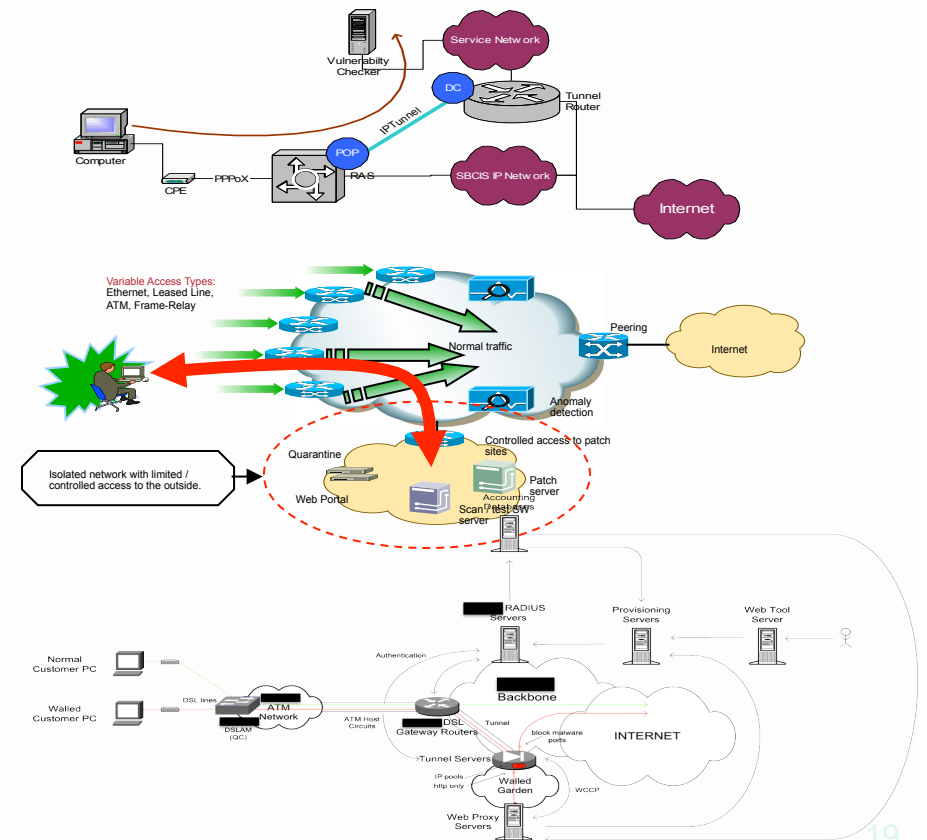 Service Network
Vulnerabilty
Checker
DC
Tunnel
Router
IPTunnel
Computer
POP
RAS
CPE
PPPoX
SBCIS IP Network
Internet
Variable Access Types:
Ethernet, Leased Line,
ATM, Frame-Relay
Normal traffic
Peering
Internet
Anomaly
detection
Controlled access to patch
sites
Quarantine
Isolated network with limited /
controlled access to the outside.
Web Portal
Patch
server
Accounting
Databases
Scan / test SW
server
RADIUS
Servers
Provisioning
Servers
Web Tool
Server
Authentication
Normal
Customer PC
Backbone
Walled
Customer PC
DSL lines
ATM
Network
DSLAM
(QC)
ATM Host
Circuits
DSL
Gateway Routers
Tunnel
block malware
ports
INTERNET
Tunnel Servers
IP pools
http only
Walled
Garden
WCCP
Web Proxy
Servers
19